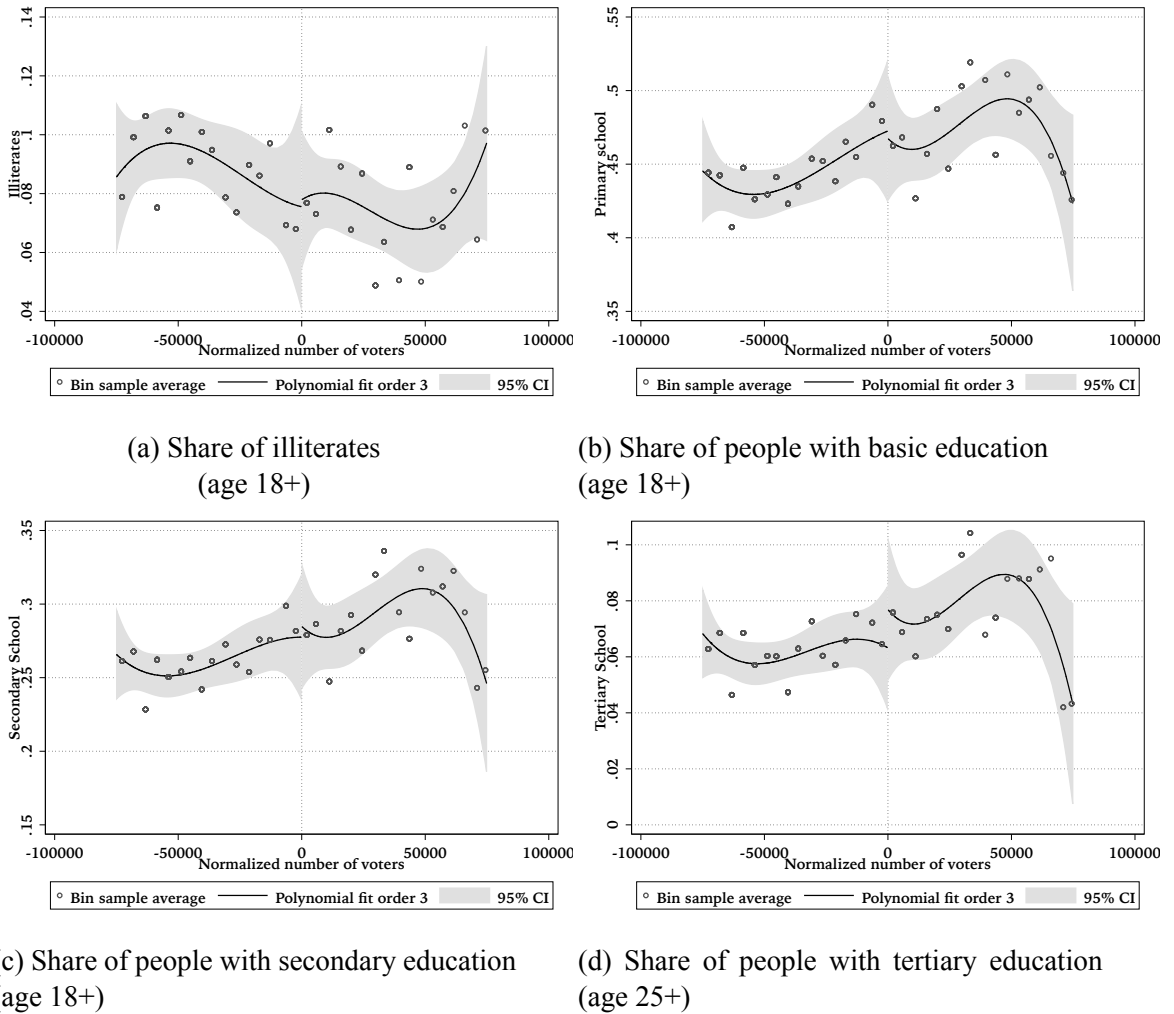 .14
.12
.1
.08
.06
.04
Illiterates
-100000 -50000 0 50000 100000
Normalized number of voters
Bin sample average Polynomial fit order 3 95% CI
(a) Share of illiterates
(age 18+)
.55
.5
.45
.4
.35
Primary school
-100000 -50000 0 50000 100000
Normalized number of voters
Bin sample average Polynomial fit order 3 95% CI
(b) Share of people with basic education
(age 18+)
.35
.3
.25
.2
.15
Secondary School
-100000 -50000 0 50000 100000
Normalized number of voters
Bin sample average Polynomial fit order 3 95% CI
(c) Share of people with secondary education
(age 18+)
.1
.08
.06
.04
.02
0
Tertiary School
-100000 -50000 0 50000 100000
Normalized number of voters
Bin sample average Polynomial fit order 3 95% CI
(d) Share of people with tertiary education
(age 25+)